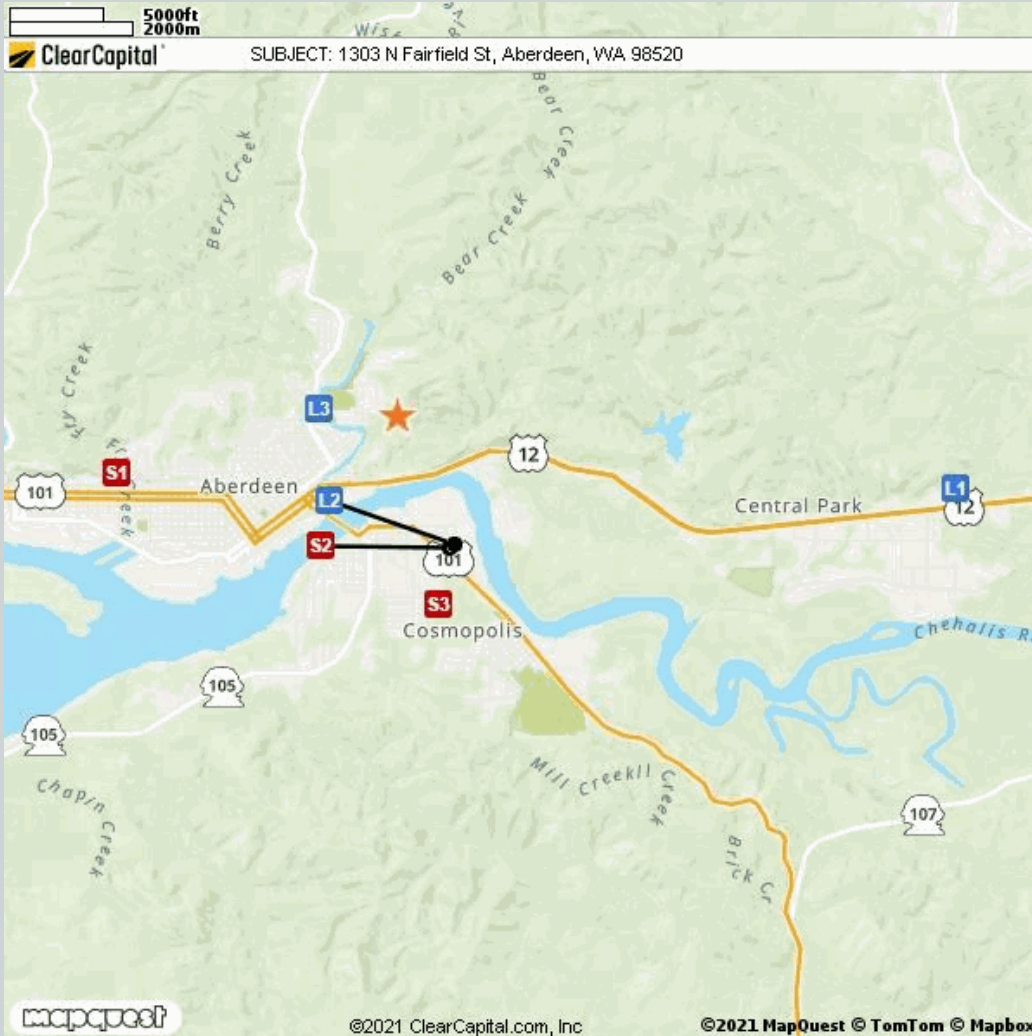 5000ft
2000m
ClearCapital
SUBJECT: 1303 N Fairfield St, Aberdeen, WA 98520
Bear Creek
Berry Creek
Bear Creek
Fry Creek
L3
S1
12
101
Aberdeen
L2
Central Park
L1
12
S2
101
S3
Cosmopolis
Chehalis R
105
105
Mill Creek
Creek
Chapin Creek
107
Brick Cr
mapquest
©2021 ClearCapital.com, Inc
©2021 MapQuest © TomTom © Mapbox